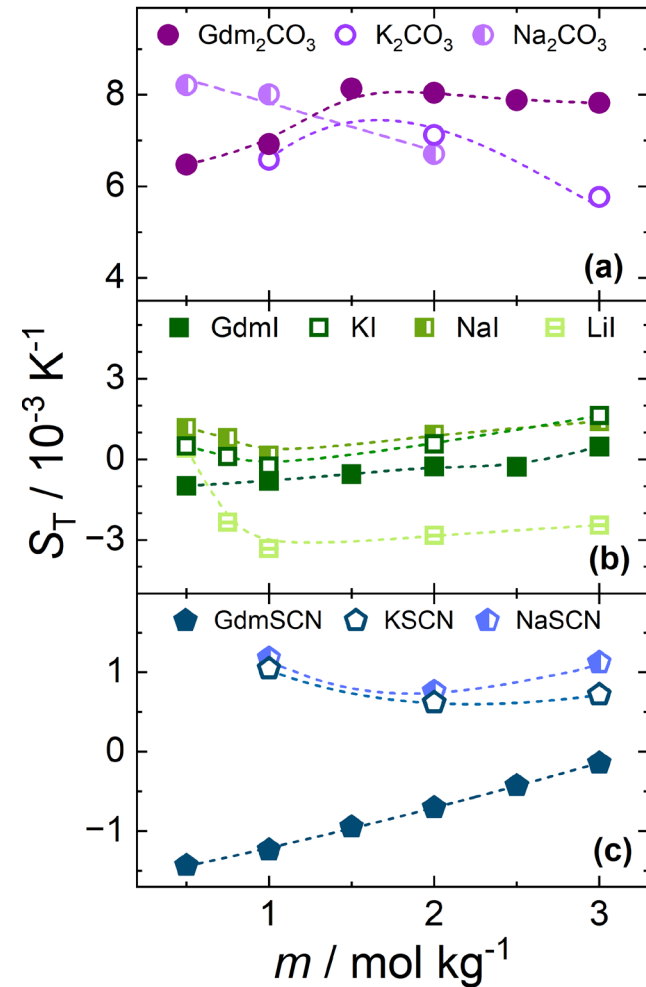 Gdm₂CO₃ K₂CO₃ Na₂CO₃
8
6
4
(a)
GdmI KI NaI LiI
3
0
−3
(b)
GdmSCN KSCN NaSCN
1
0
−1
(c)
1 2 3
S_T / 10⁻³ K⁻¹
m / mol kg⁻¹